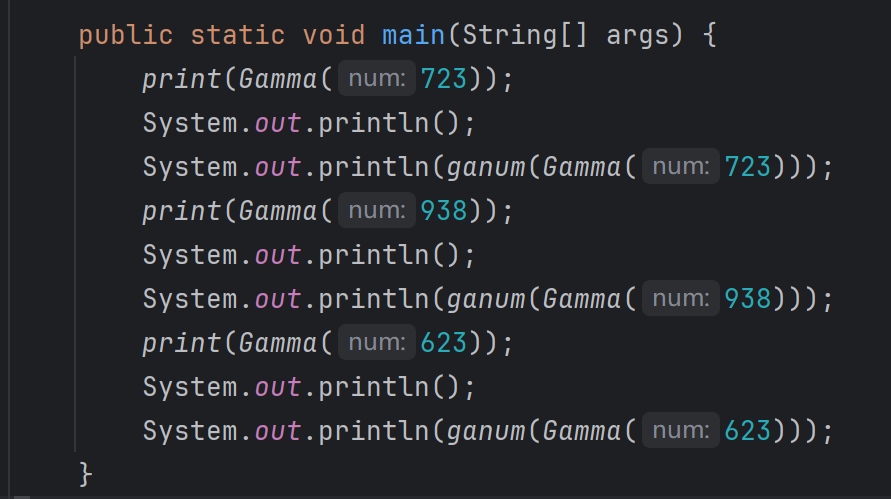 public static void main(String[] args) {
print(Gamma( num: 723));
System.out.println();
System.out.println(ganum(Gamma( num: 723)));
print(Gamma( num: 938));
System.out.println();
System.out.println(ganum(Gamma( num: 938)));
print(Gamma( num: 623));
System.out.println();
System.out.println(ganum(Gamma( num: 623)));
}